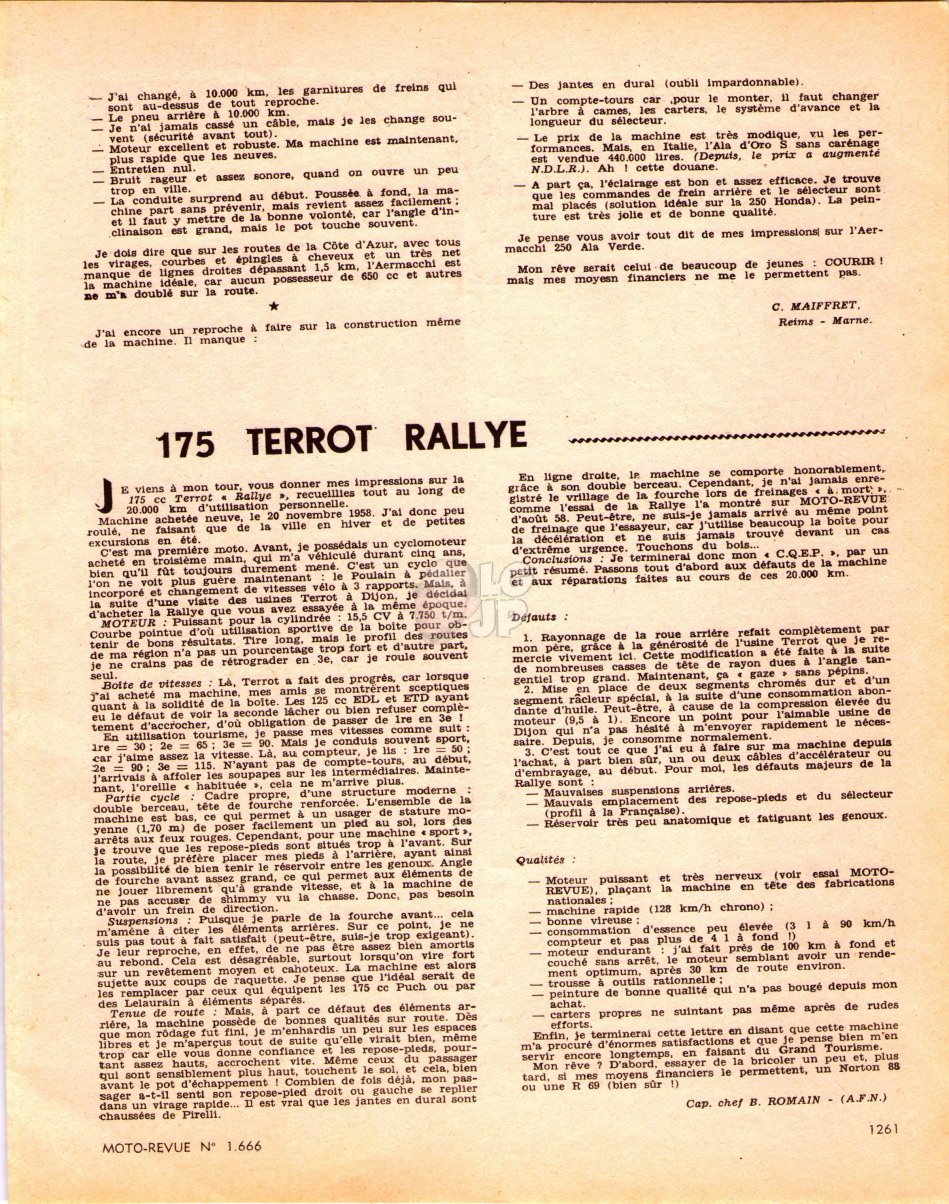 — J'ai changé, à 10.000 km, les garnitures de freins qui
sont au-dessus de tout reproche.
— Le pneu arrière à 10.000 km.
— Je n'ai jamais cassé un câble, mais je les change sou-
vent (sécurité avant tout).
— Moteur excellent et robuste. Ma machine est maintenant,
plus rapide que les neuves.
— Entretien nul.
— Bruit rageur et assez sonore, quand on ouvre un peu
trop en ville.
— La conduite surprend au début. Poussée à fond, la ma-
chine part sans prévenir, mais revient assez facilement ;
et il faut y mettre de la bonne volonté, car l'angle d'in-
clinaison est grand, mais le pot touche souvent.
Je dois dire que sur les routes de la Côte d'Azur, avec tous
les virages, courbes et épingles à cheveux et un très net
manque de lignes droites dépassant 1,5 km, l'Aermacchi est
la machine idéale, car aucun possesseur de 650 cc et autres
ne m'a doublé sur la route.
★
J'ai encore un reproche à faire sur la construction même
de la machine. Il manque :
— Des jantes en dural (oubli impardonnable).
— Un compte-tours car pour le monter, il faut changer
l'arbre à cames, les carters, le système d'avance et la
longueur du sélecteur.
— Le prix de la machine est très modique, vu les per-
formances. Mais, en Italie, l'Ala d'Oro S sans carénage
est vendue 440.000 lires. (Depuis, le prix a augmenté
N.D.L.R.). Ah ! cette douane.
— A part ça, l'éclairage est bon et assez efficace. Je trouve
que les commandes de frein arrière et le sélecteur sont
mal placés (solution idéale sur la 250 Honda). La pein-
ture est très jolie et de bonne qualité.
Je pense vous avoir tout dit de mes impressions sur l'Aer-
macchi 250 Ala Verde.
Mon rêve serait celui de beaucoup de jeunes : COURIR !
mais mes moyesn financiers ne me le permettent pas.
C. MAIFFRET,
Reims - Marne.
175 TERROT RALLYE
JE viens à mon tour, vous donner mes impressions sur la
175 cc Terrot « Rallye », recueillies tout au long de
20.000 km d'utilisation personnelle.
Machine achetée neuve, le 20 novembre 1958. J'ai donc peu
roulé, ne faisant que de la ville en hiver et de petites
excursions en été.
C'est ma première moto. Avant, je possédais un cyclomoteur
acheté en troisième main, qui m'a véhiculé durant cinq ans,
bien qu'il fût toujours durement mené. C'est un cyclo que
l'on ne voit plus guère maintenant : le Poulain à pédalier
incorporé et changement de vitesses vélo à 3 rapports. Mais, à
la suite d'une visite des usines Terrot à Dijon, je décidai
d'acheter la Rallye que vous avez essayée à la même époque.
MOTEUR : Puissant pour la cylindrée : 15,5 CV à 7.750 t/m.
Courbe pointue d'où utilisation sportive de la boite pour ob-
tenir de bons résultats. Tire long, mais le profil des routes
de ma région n'a pas un pourcentage trop fort et d'autre part,
je ne crains pas de rétrograder en 3e, car je roule souvent
seul.
Boite de vitesses : Là, Terrot a fait des progrès, car lorsque
j'ai acheté ma machine, mes amis se montrèrent sceptiques
quant à la solidité de la boîte. Les 125 cc EDL et ETD ayant
eu le défaut de voir la seconde lâcher ou bien refuser complè-
tement d'accrocher, d'où obligation de passer de 1re en 3e !
En utilisation tourisme, je passe mes vitesses comme suit :
1re = 30 ; 2e = 65 ; 3e = 90. Mais je conduis souvent sport,
car j'aime assez la vitesse. Là, au compteur, je lis : 1re = 50 ;
2e = 90 ; 3e = 115. N'ayant pas de compte-tours, au début,
j'arrivais à affoler les soupapes sur les intermédiaires. Mainte-
nant, l'oreille « habituée », cela ne m'arrive plus.
Partie cycle : Cadre propre, d'une structure moderne :
double berceau, tête de fourche renforcée. L'ensemble de la
machine est bas, ce qui permet à un usager de stature mo-
yenne (1,70 m) de poser facilement un pied au sol, lors des
arrêts aux feux rouges. Cependant, pour une machine « sport »,
je trouve que les repose-pieds sont situés trop à l'avant. Sur
la route, je préfère placer mes pieds à l'arrière, ayant ainsi
la possibilité de bien tenir le réservoir entre les genoux. Angle
de fourche avant assez grand, ce qui permet aux éléments de
ne jouer librement qu'à grande vitesse, et à la machine de
ne pas accuser de shimmy vu la chasse. Donc, pas besoin
d'avoir un frein de direction.
Suspensions : Puisque je parle de la fourche avant... cela
m'amène à citer les éléments arrières. Sur ce point, je ne
suis pas tout à fait satisfait (peut-être, suis-je trop exigeant).
Je leur reproche, en effet, de ne pas être assez bien amortis
au rebond. Cela est désagréable, surtout lorsqu'on vire fort
sur un revêtement moyen et cahoteux. La machine est alors
sujette aux coups de raquette. Je pense que l'idéal serait de
les remplacer par ceux qui équipent les 175 cc Puch ou par
des Lelaurain à éléments séparés.
Tenue de route : Mais, à part ce défaut des éléments ar-
rière, la machine possède de bonnes qualités sur route. Dès
que mon rôdage fut fini, je m'enhardis un peu sur les espaces
libres et je m'aperçus tout de suite qu'elle virait bien, même
trop car elle vous donne confiance et les repose-pieds, pour-
tant assez hauts, accrochent vite. Même ceux du passager
qui sont sensiblement plus haut, touchent le sol, et cela, bien
avant le pot d'échappement ! Combien de fois déjà, mon pas-
sager a-t-il senti son repose-pied droit ou gauche se replier
dans un virage rapide... Il est vrai que les jantes en dural sont
chaussées de Pirelli.
En ligne droite, le machine se comporte honorablement,
grâce à son double berceau. Cependant, je n'ai jamais enre-
gistré le vrillage de la fourche lors de freinages « à mort »,
comme l'essai de la Rallye l'a montré sur MOTO-REVUE
d'août 58. Peut-être, ne suis-je jamais arrivé au même point
de freinage que l'essayeur, car j'utilise beaucoup la boîte pour
la décélération et ne suis jamais trouvé devant un cas
d'extrême urgence. Touchons du bois...
Conclusions : Je terminerai donc mon « C.Q.E.P. », par un
petit résumé. Passons tout d'abord aux défauts de la machine
et aux réparations faites au cours de ces 20.000 km.
Défauts :
1. Rayonnage de la roue arrière refait complètement par
mon père, grâce à la générosité de l'usine Terrot que je re-
mercie vivement ici. Cette modification a été faite à la suite
de nombreuses casses de tête de rayon dues à l'angle tan-
gentiel trop grand. Maintenant, ça « gaze » sans pépins.
2. Mise en place de deux segments chromés dur et d'un
segment râcleur spécial, à la suite d'une consommation abon-
dante d'huile. Peut-être, à cause de la compression élevée du
moteur (9,5 à 1). Encore un point pour l'aimable usine de
Dijon qui n'a pas hésité à m'envoyer rapidement le néces-
saire. Depuis, je consomme normalement.
3. C'est tout ce que j'ai eu à faire sur ma machine depuis
l'achat, à part bien sûr, un ou deux câbles d'accélérateur ou
d'embrayage, au début. Pour moi, les défauts majeurs de la
Rallye sont :
— Mauvaises suspensions arrières.
— Mauvais emplacement des repose-pieds et du sélecteur
(profil à la Française).
— Réservoir très peu anatomique et fatiguant les genoux.
Qualités :
— Moteur puissant et très nerveux (voir essai MOTO-
REVUE), plaçant la machine en tête des fabrications
nationales ;
— machine rapide (128 km/h chrono) ;
— bonne vireuse ;
— consommation d'essence peu élevée (3 l à 90 km/h
compteur et pas plus de 4 l à fond !)
— moteur endurant : j'ai fait près de 100 km à fond et
couché sans arrêt, le moteur semblant avoir un rende-
ment optimum, après 30 km de route environ.
— trousse à outils rationnelle ;
— peinture de bonne qualité qui n'a pas bougé depuis mon
achat.
— carters propres ne suintant pas même après de rudes
efforts.
Enfin, je terminerai cette lettre en disant que cette machine
m'a procuré d'énormes satisfactions et que je pense bien m'en
servir encore longtemps, en faisant du Grand Tourisme.
Mon rêve ? D'abord, essayer de la bricoler un peu et, plus
tard, si mes moyens financiers le permettent, un Norton 88
ou une R 69 (bien sûr !)
Cap. chef B. ROMAIN - (A.F.N.)
MOTO-REVUE N° 1.666
1261